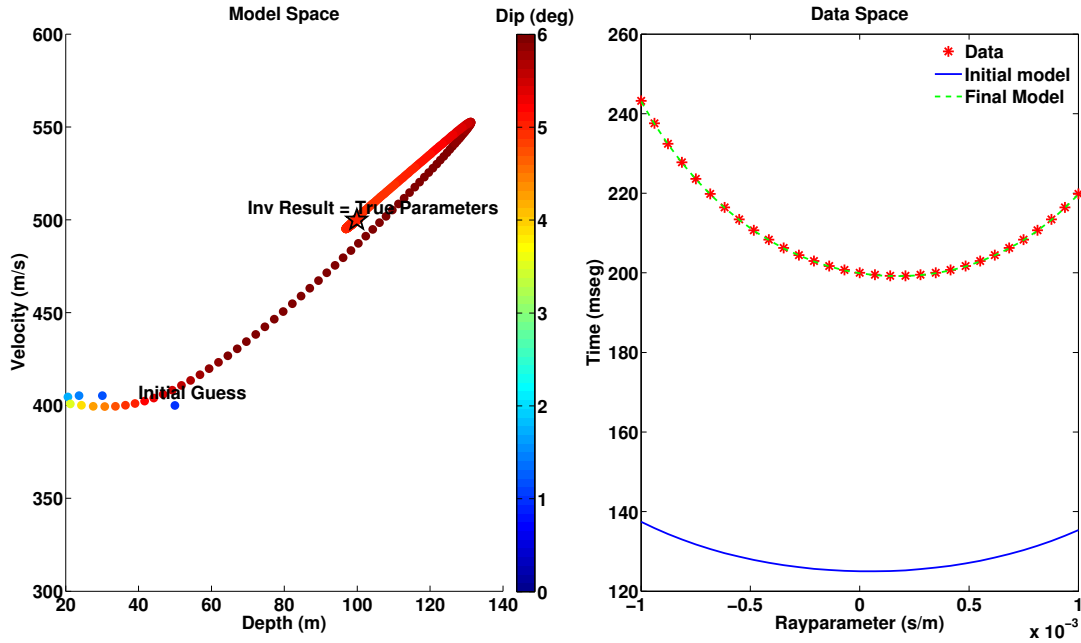 Model Space
Dip (deg)
600
550
500
450
400
350
300
Velocity (m/s)
Inv Result = True Parameters
Initial Guess
20
40
60
80
100
120
140
Depth (m)
6
5
4
3
2
1
0
Data Space
Data
Initial model
Final Model
260
240
220
200
180
160
140
120
Time (mseg)
−1
−0.5
0
0.5
1
x 10⁻³
Rayparameter (s/m)